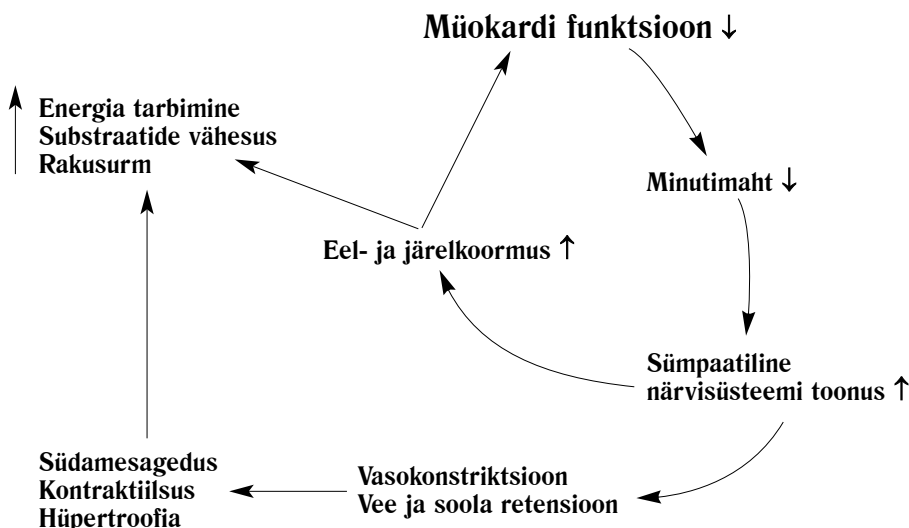 Müokardi funktsioon ↓
Energia tarbimine
Substraatide vähesus
Rakusurm
Minutimaht ↓
Eel- ja järelkoormus ↑
Sümpaatiline
närvisüsteemi toonus ↑
Südamesagedus
Kontraktiilsus
Hüpertroofia
Vasokonstriktsioon
Vee ja soola retensioon